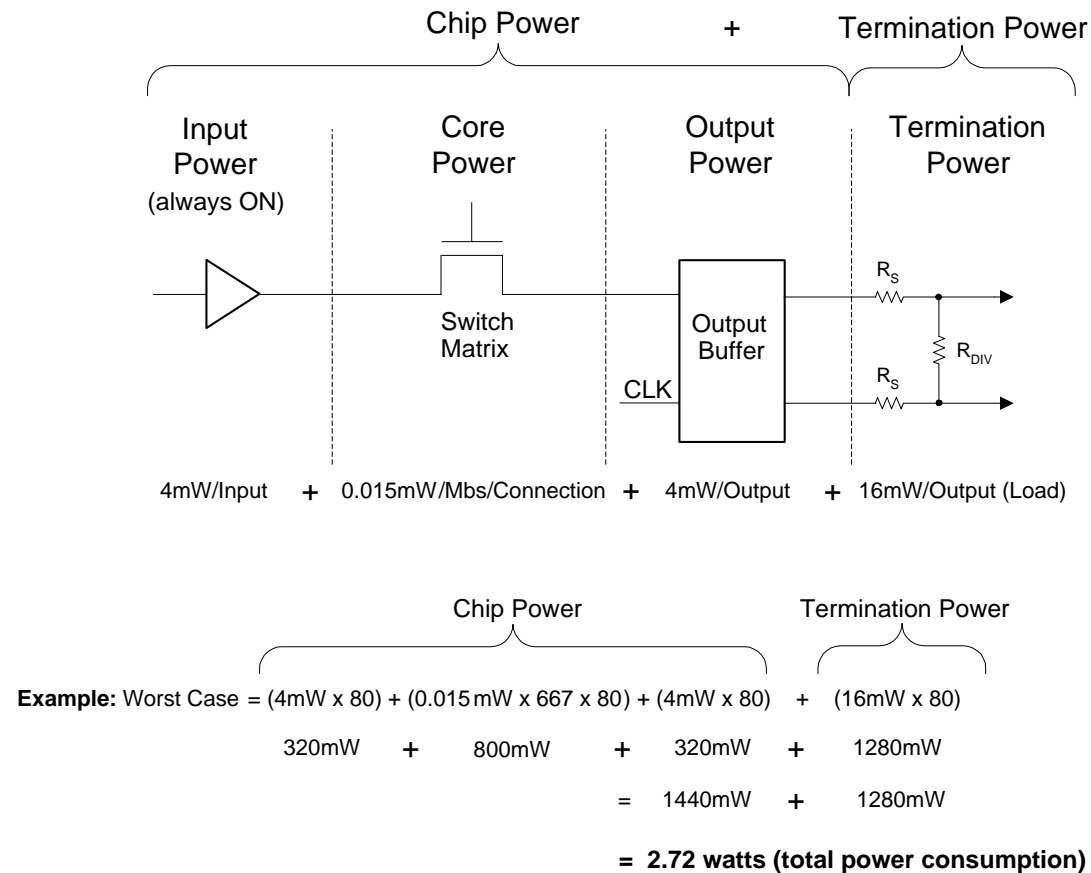 Chip Power + Termination Power
Input Power (always ON)
Core Power
Output Power
Termination Power
Switch Matrix
Output Buffer
CLK
R_S
R_S
R_DIV
4mW/Input + 0.015mW/Mbs/Connection + 4mW/Output + 16mW/Output (Load)
Chip Power Termination Power
Example: Worst Case = (4mW x 80) + (0.015 mW x 667 x 80) + (4mW x 80) + (16mW x 80)
320mW + 800mW + 320mW + 1280mW
= 1440mW + 1280mW
= 2.72 watts (total power consumption)